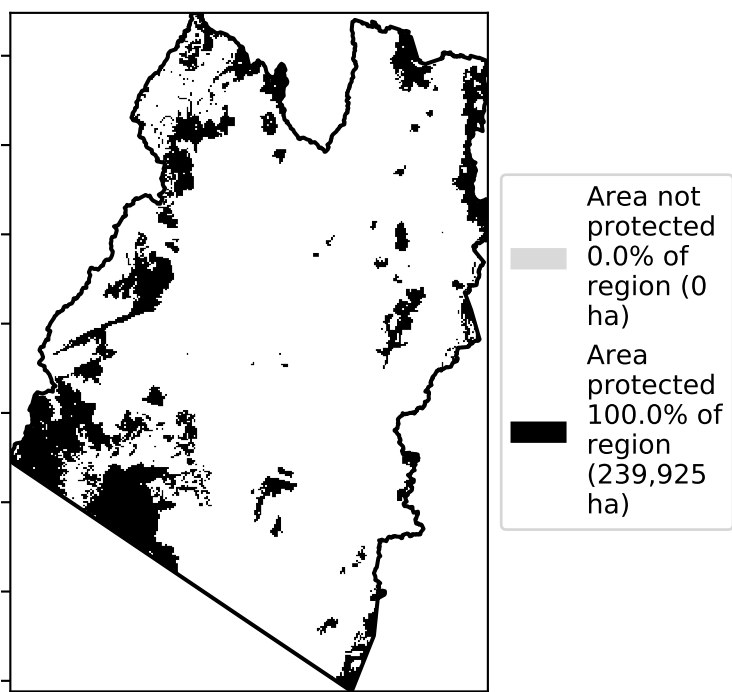 Area not
protected
0.0% of
region (0
ha)
Area
protected
100.0% of
region
(239,925
ha)